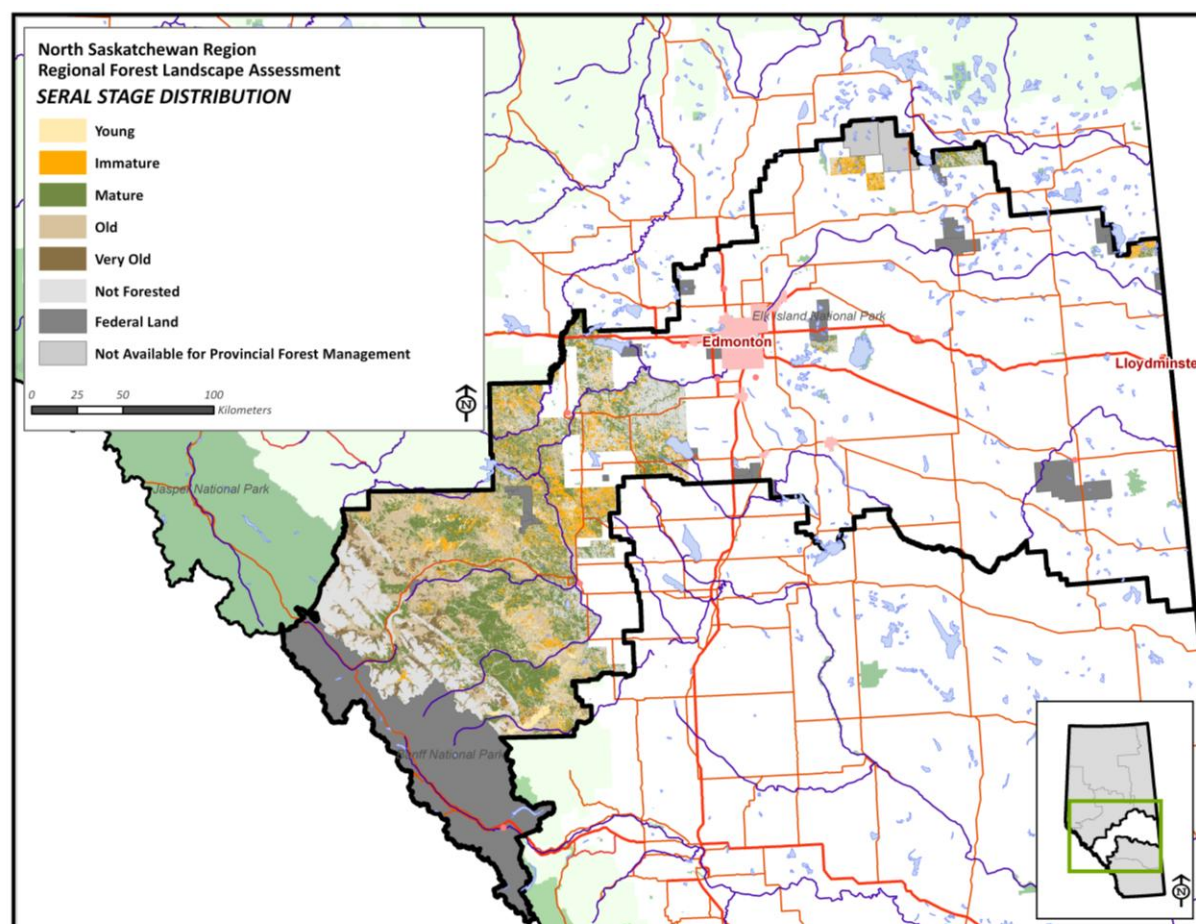 North Saskatchewan Region
Regional Forest Landscape Assessment
SERAL STAGE DISTRIBUTION
Young
Immature
Mature
Old
Very Old
Not Forested
Federal Land
Not Available for Provincial Forest Management
0 25 50 100
Kilometers
N
Elk Island National Park
Edmonton
Lloydminste
Jasper National Park
Banff National Park
N